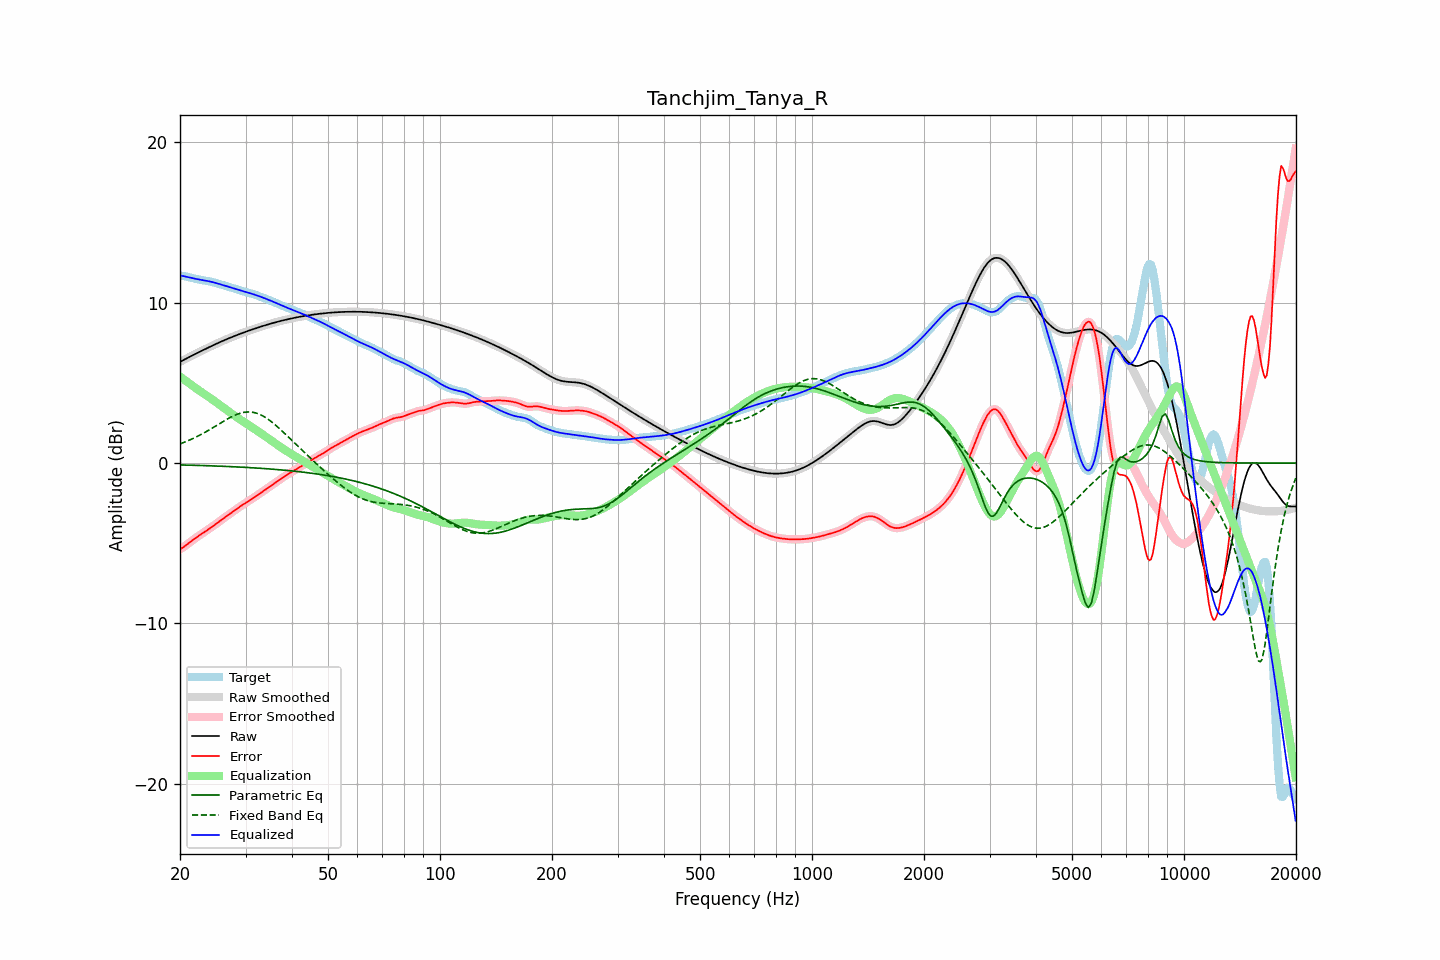 Tanchjim_Tanya_R
Amplitude (dBr)
20
10
0
−10
−20
Target
Raw Smoothed
Error Smoothed
Raw
Error
Equalization
Parametric Eq
Fixed Band Eq
Equalized
20 50 100 200 500 1000 2000 5000 10000 20000
Frequency (Hz)